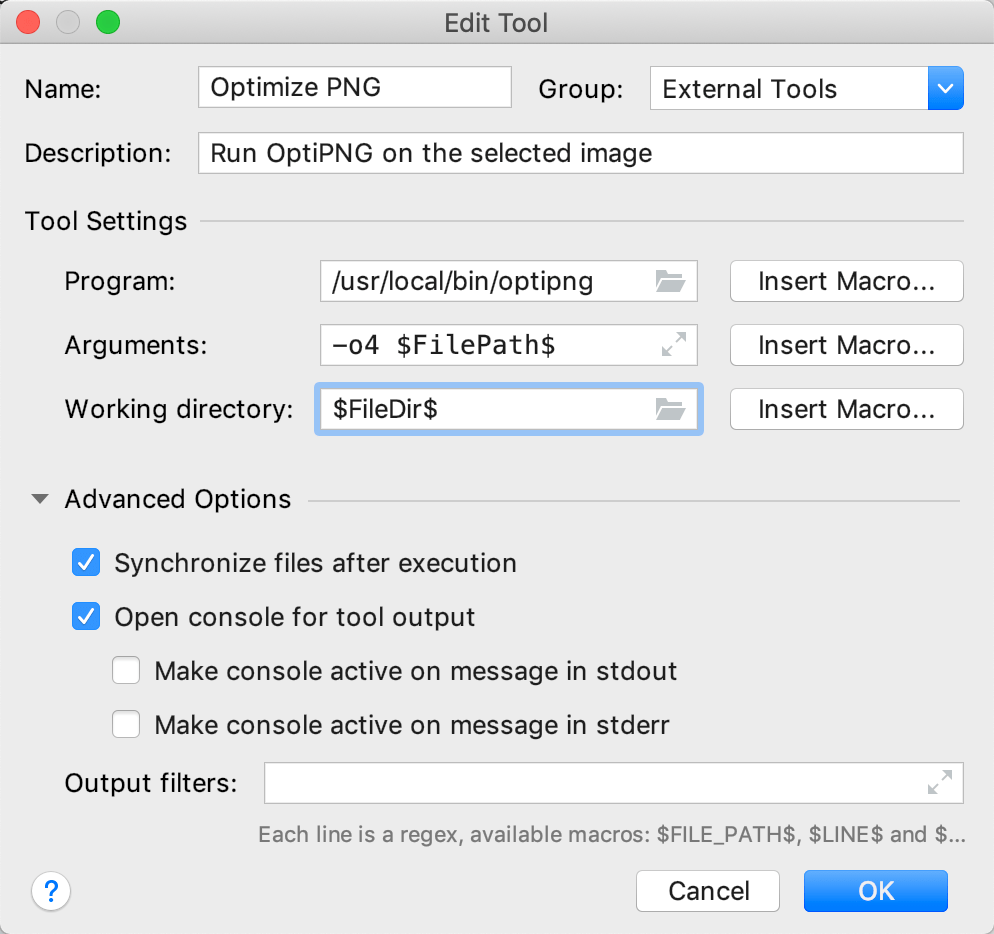 Edit Tool
Name: Optimize PNG Group: External Tools
Description: Run OptiPNG on the selected image
Tool Settings
Program: /usr/local/bin/optipng Insert Macro...
Arguments: –o4 $FilePath$ Insert Macro...
Working directory: $FileDir$ Insert Macro...
Advanced Options
Synchronize files after execution
Open console for tool output
Make console active on message in stdout
Make console active on message in stderr
Output filters:
Each line is a regex, available macros: $FILE_PATH$, $LINE$ and $...
? Cancel OK